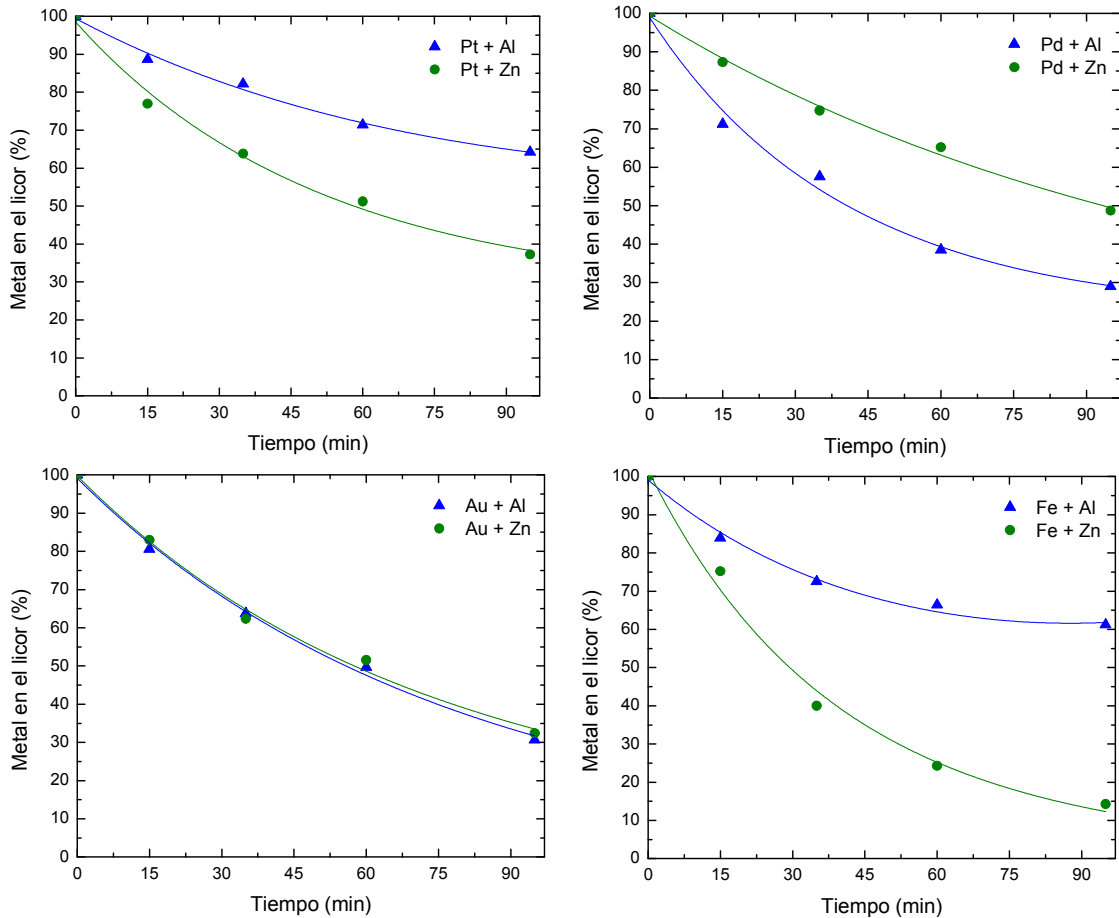 100
90
80
70
60
50
40
30
20
10
0
Metal en el licor (%)
Pt + Al
Pt + Zn
0 15 30 45 60 75 90
Tiempo (min)
100
90
80
70
60
50
40
30
20
10
0
Metal en el licor (%)
Pd + Al
Pd + Zn
0 15 30 45 60 75 90
Tiempo (min)
100
90
80
70
60
50
40
30
20
10
0
Metal en el licor (%)
Au + Al
Au + Zn
0 15 30 45 60 75 90
Tiempo (min)
100
90
80
70
60
50
40
30
20
10
0
Metal en el licor (%)
Fe + Al
Fe + Zn
0 15 30 45 60 75 90
Tiempo (min)